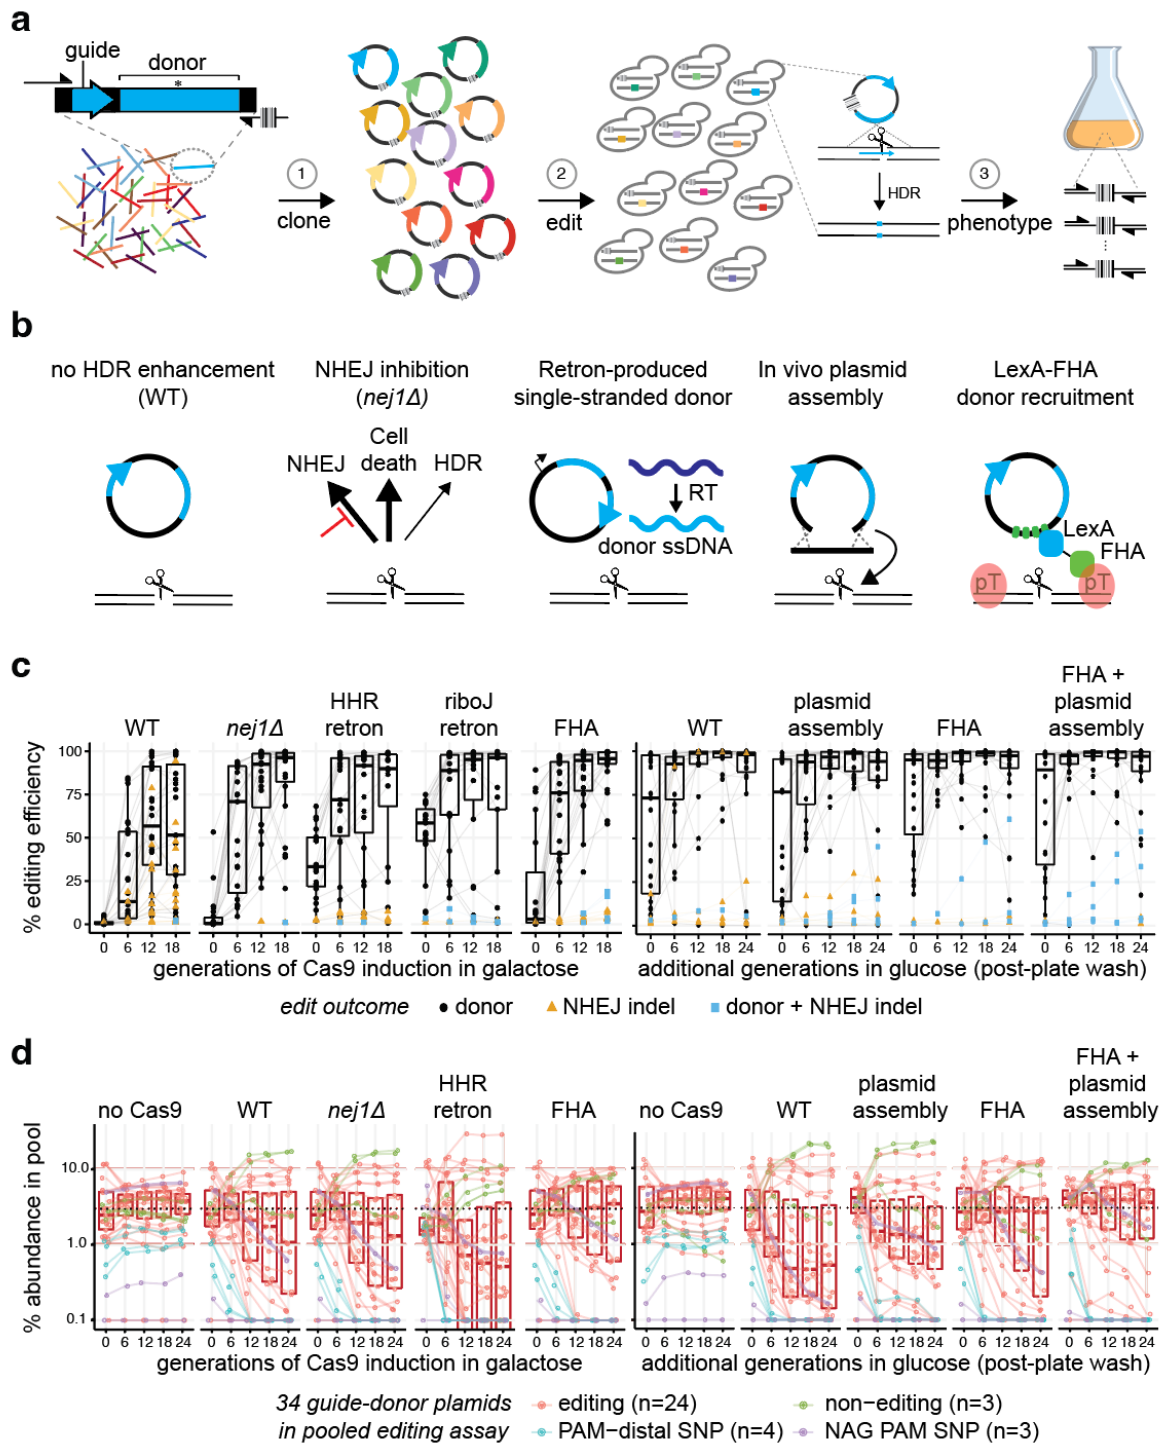 a
guide
donor
*
1
clone
2
edit
HDR
3
phenotype
b
no HDR enhancement
(WT)
NHEJ inhibition
(nej1Δ)
Retron-produced
single-stranded donor
In vivo plasmid
assembly
LexA-FHA
donor recruitment
NHEJ
Cell
death
HDR
RT
donor ssDNA
LexA
FHA
pT
pT
c
WT
nej1Δ
HHR
retron
riboJ
retron
FHA
WT
plasmid
assembly
FHA
FHA +
plasmid
assembly
% editing efficiency
100
75
50
25
0
0 6 12 18
0 6 12 18
0 6 12 18
0 6 12 18
0 6 12 18
0 6 12 18 24
0 6 12 18 24
0 6 12 18 24
0 6 12 18 24
generations of Cas9 induction in galactose
additional generations in glucose (post-plate wash)
edit outcome
donor
NHEJ indel
donor + NHEJ indel
d
no Cas9
WT
nej1Δ
HHR
retron
FHA
no Cas9
WT
plasmid
assembly
FHA
FHA +
plasmid
assembly
% abundance in pool
10.0
1.0
0.1
0 6 12 18 24
0 6 12 18 24
0 6 12 18 24
0 6 12 18 24
0 6 12 18 24
0 6 12 18 24
0 6 12 18 24
0 6 12 18 24
0 6 12 18 24
0 6 12 18 24
generations of Cas9 induction in galactose
additional generations in glucose (post-plate wash)
34 guide-donor plamids
in pooled editing assay
editing (n=24)
non−editing (n=3)
PAM−distal SNP (n=4)
NAG PAM SNP (n=3)